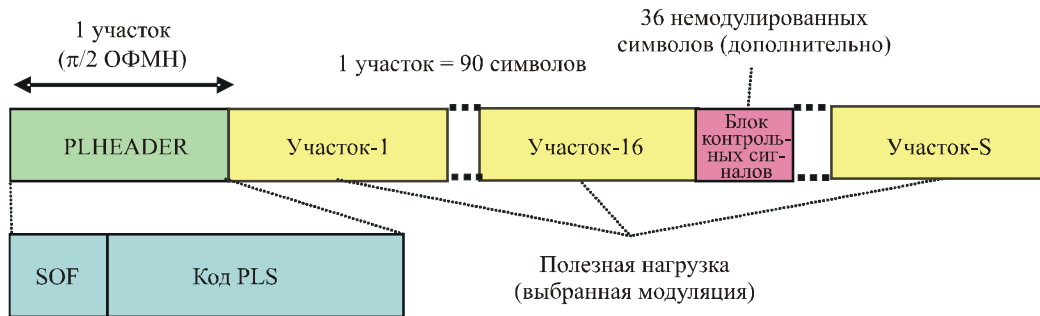 1 участок
(π/2 ОФМН)
1 участок = 90 символов
36 немодулированных
символов (дополнительно)
PLHEADER
Участок-1
Участок-16
Блок
контроль-
ных сиг-
налов
Участок-S
SOF
Код PLS
Полезная нагрузка
(выбранная модуляция)